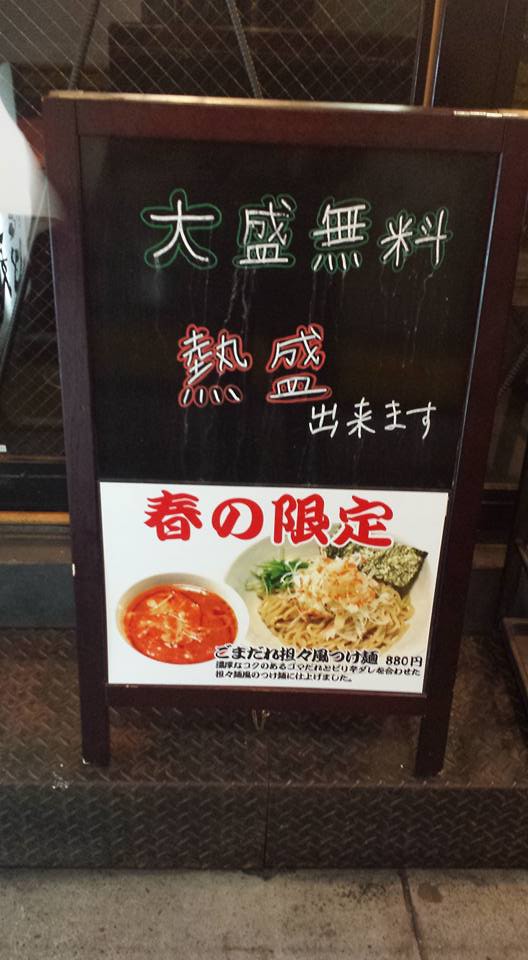 大盛無料
熱盛
出来ます
春の限定
ごまだれ担々風つけ麺 880円
濃厚なコクのあるゴマだれとピリ辛ダレを合わせた
担々麺風のつけ麺に仕上げました。